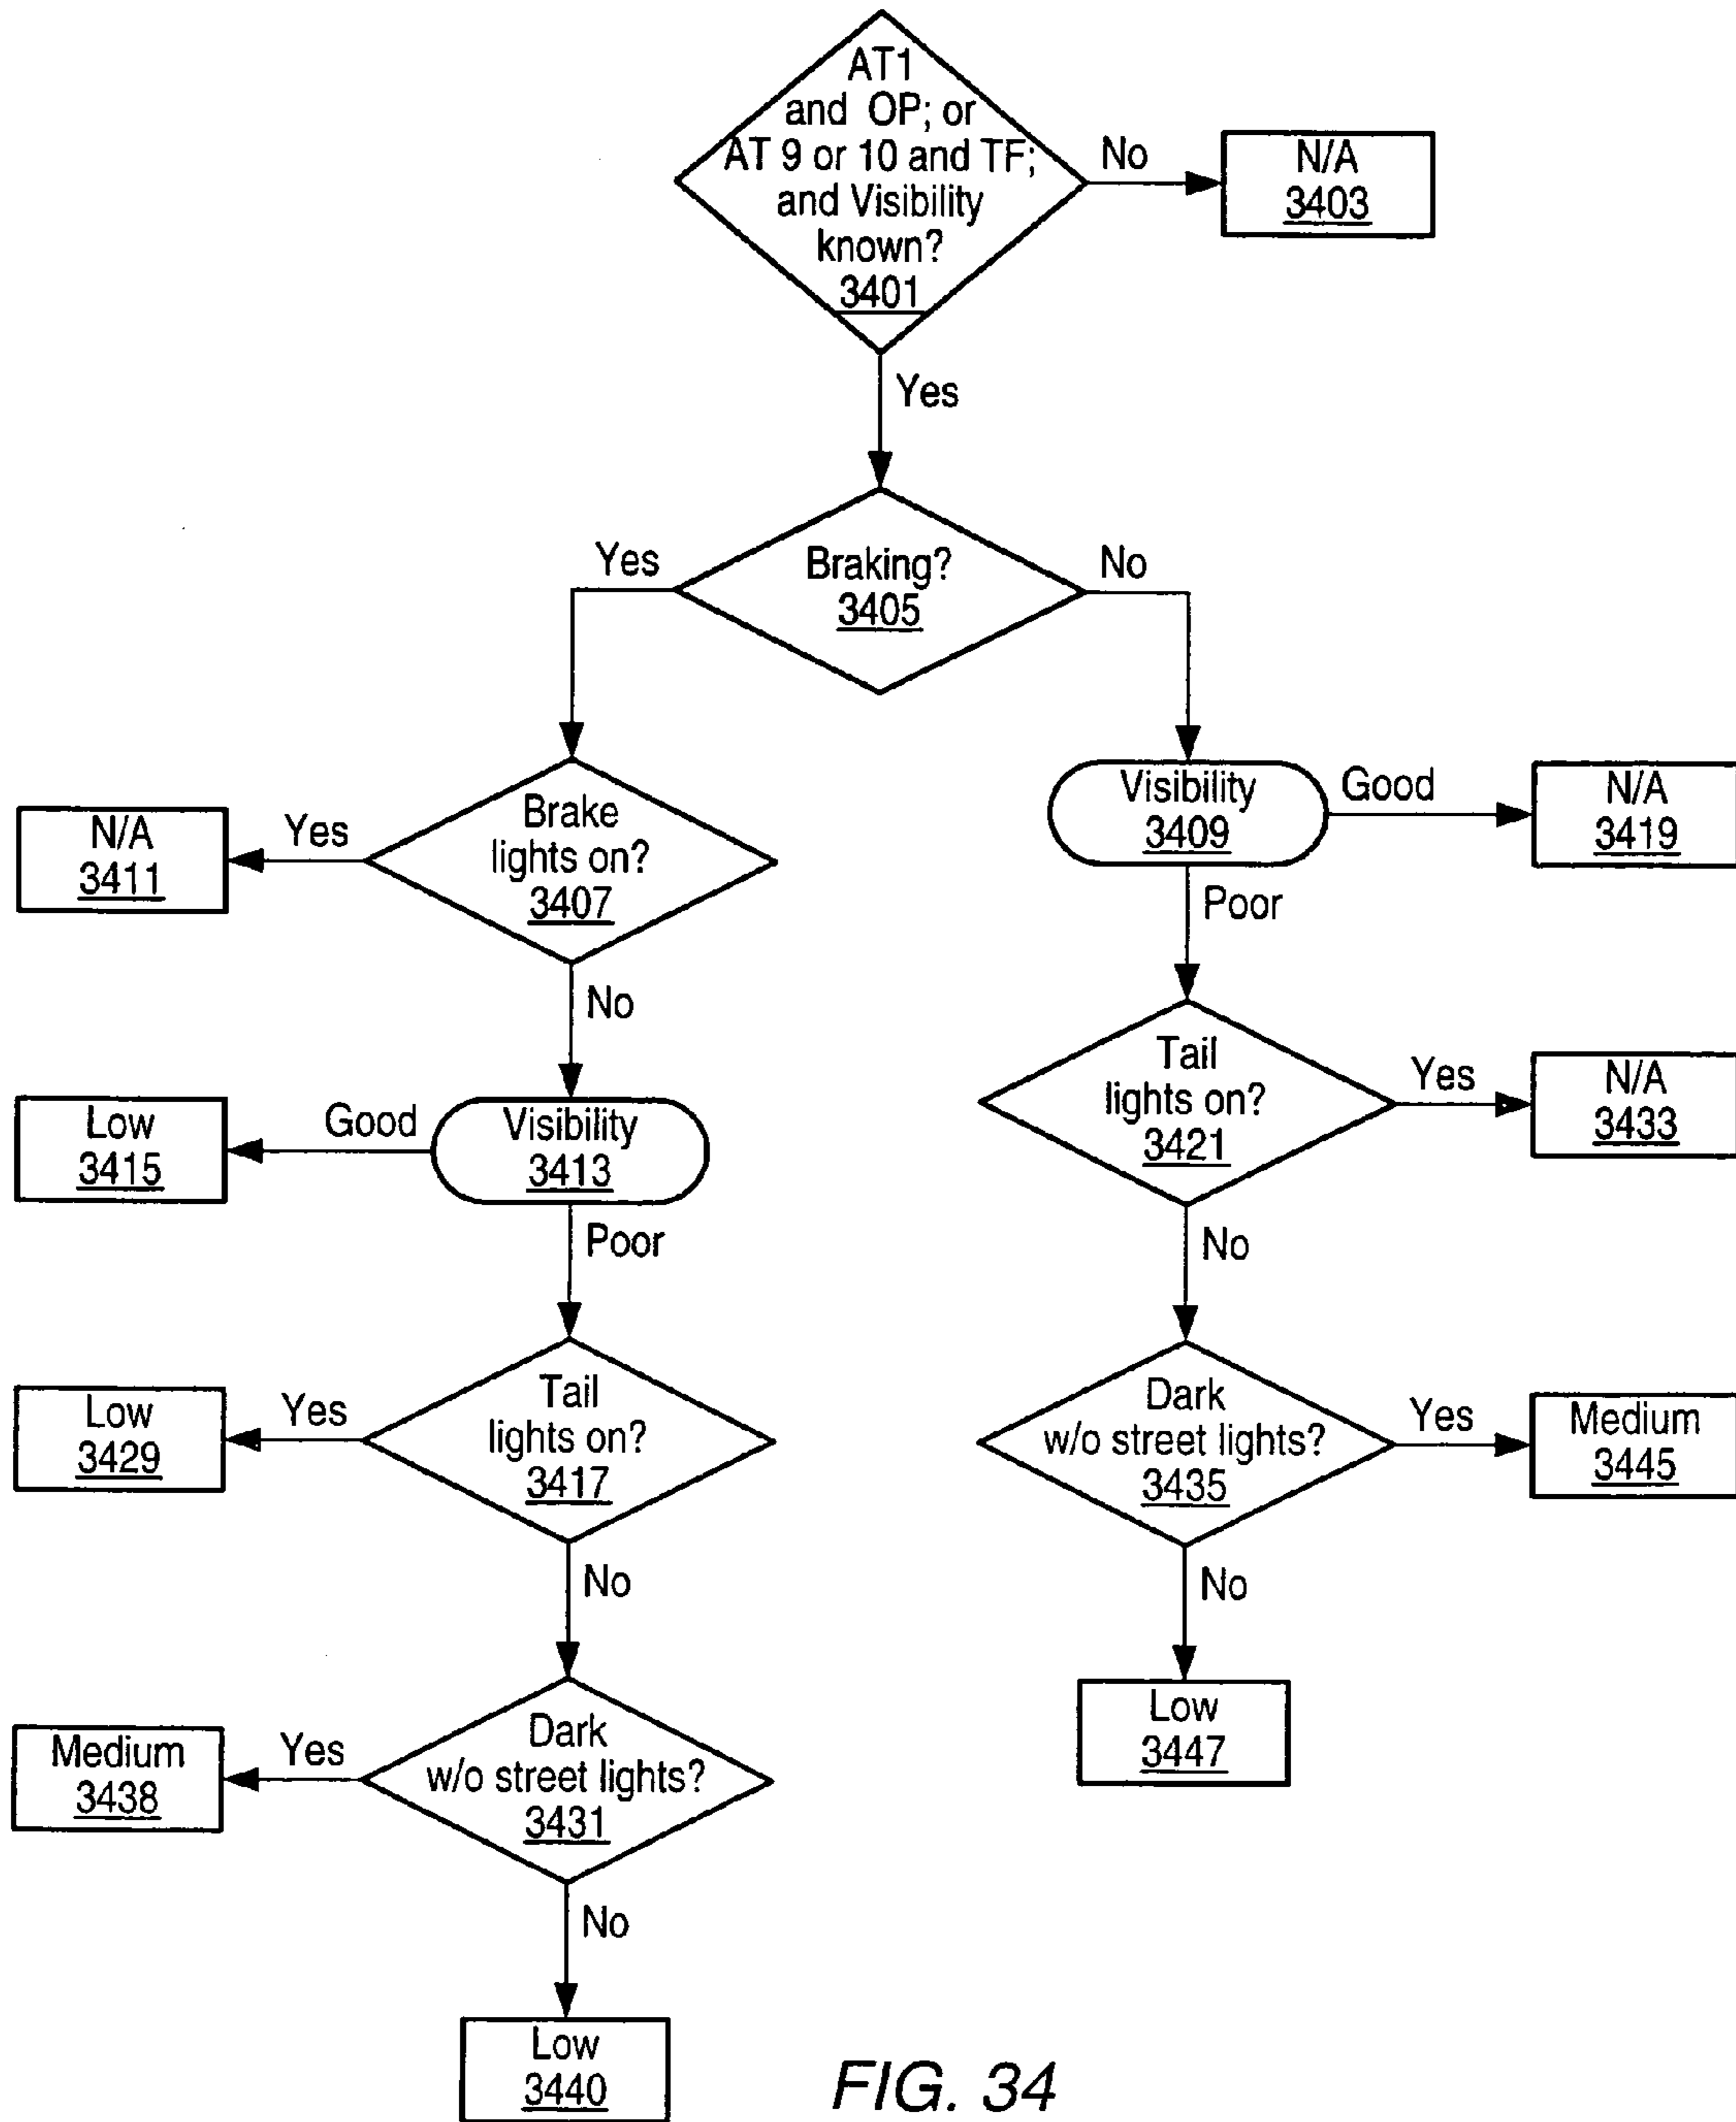 AT1
and OP; or
AT 9 or 10 and TF;
and Visibility
known?
3401
No
N/A
3403
Yes
Braking?
3405
Yes
No
Brake
lights on?
3407
Yes
N/A
3411
Visibility
3409
Good
N/A
3419
Poor
No
Tail
lights on?
3421
Yes
N/A
3433
Visibility
3413
Good
Low
3415
Poor
No
Tail
lights on?
3417
Yes
Low
3429
Dark
w/o street lights?
3435
Yes
Medium
3445
No
No
Dark
w/o street lights?
3431
Yes
Medium
3438
Low
3447
No
Low
3440
FIG. 34